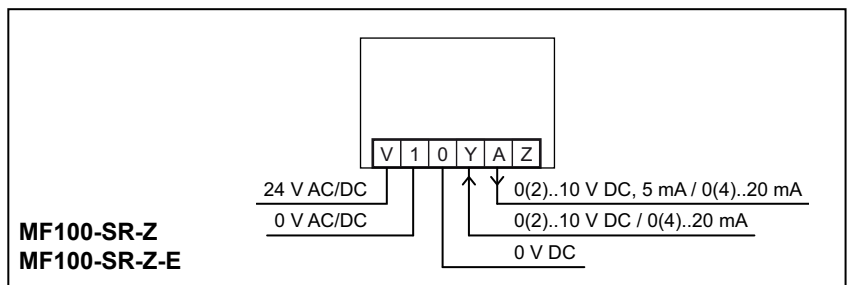 V 1 0 Y A Z
24 V AC/DC
0(2)..10 V DC, 5 mA / 0(4)..20 mA
0 V AC/DC
0(2)..10 V DC / 0(4)..20 mA
0 V DC
MF100-SR-Z
MF100-SR-Z-E